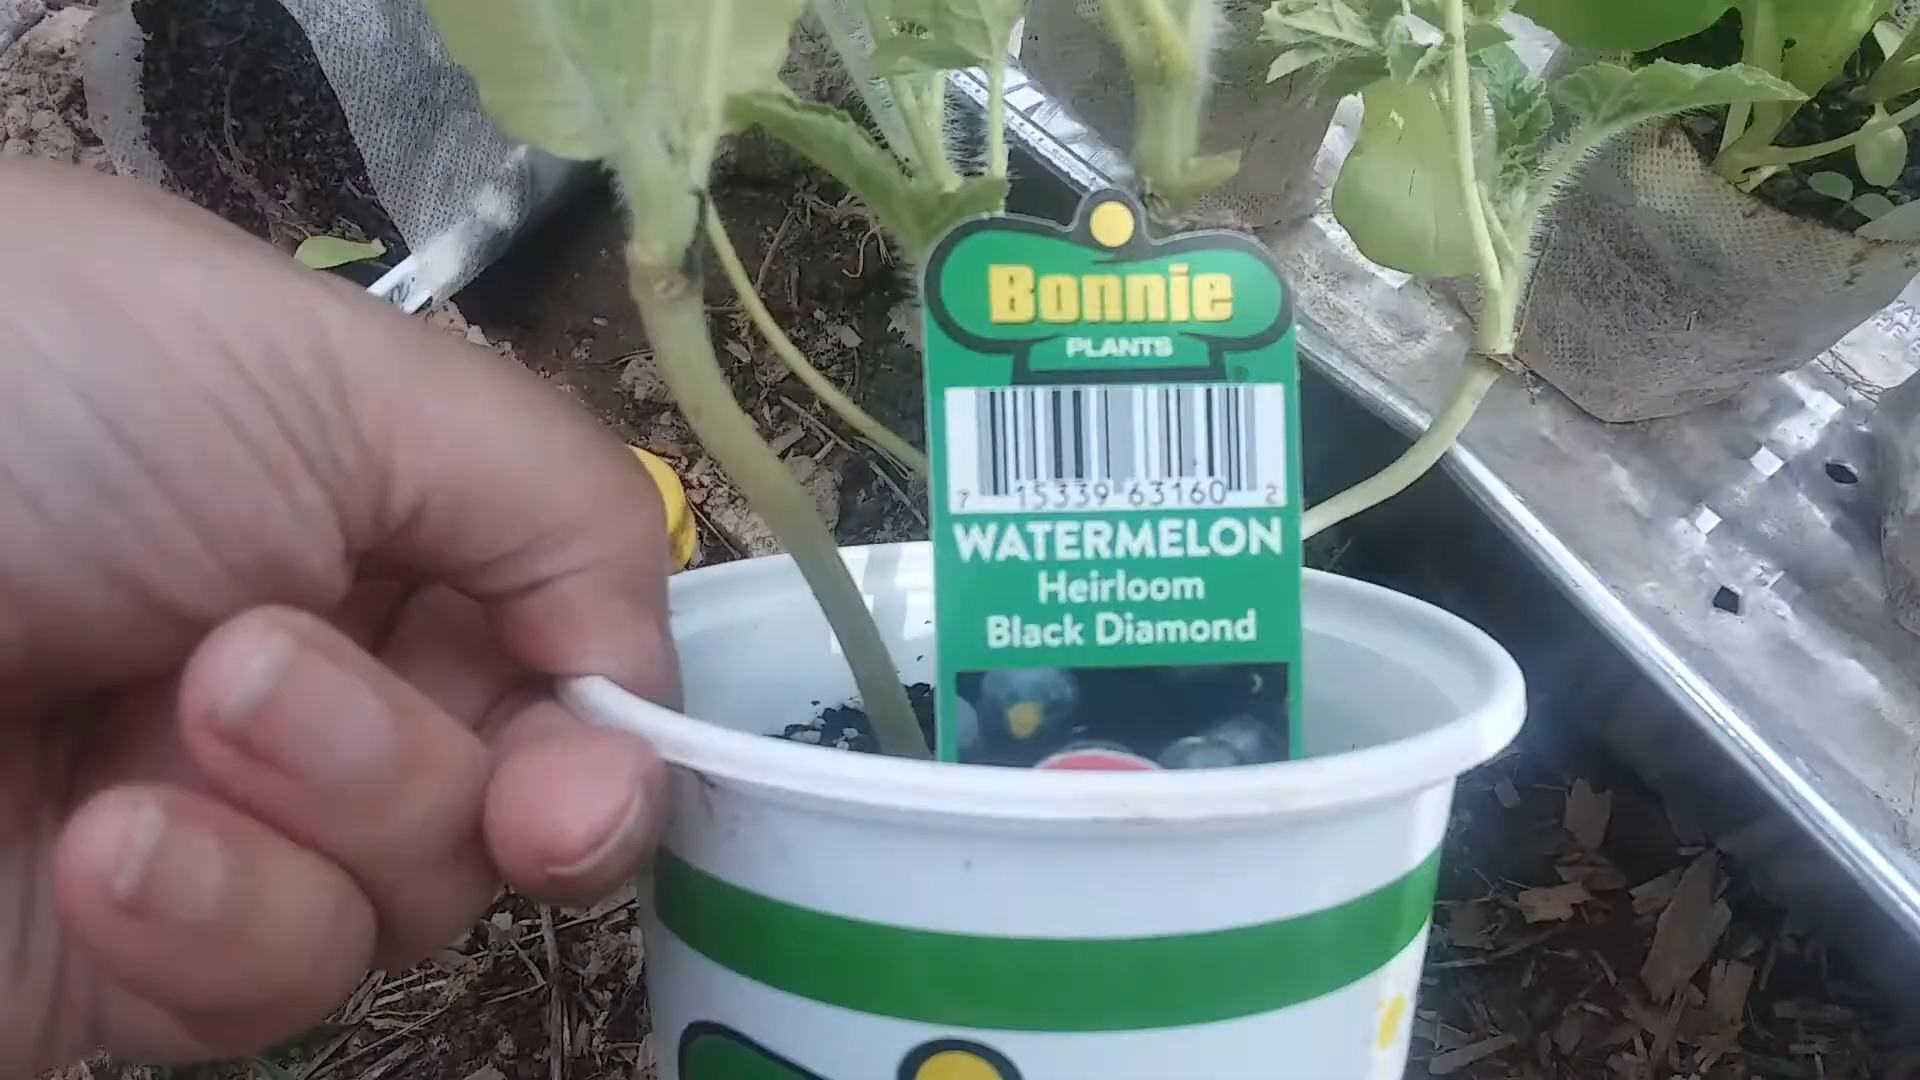 Bonnie
PLANTS
7 15339 63160 2
WATERMELON
Heirloom
Black Diamond